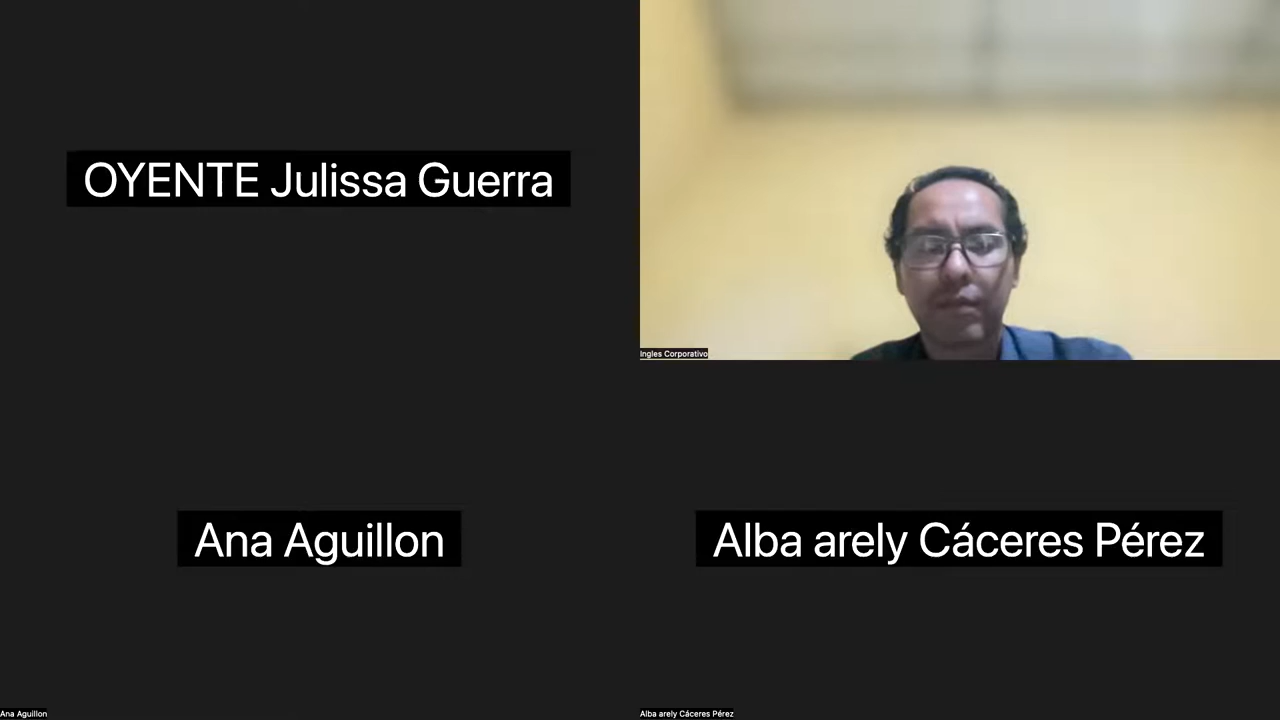 OYENTE Julissa Guerra
Ingles Corporativo
Ana Aguillon
Alba arely Cáceres Pérez
Ana Aguillon
Alba arely Cáceres Pérez